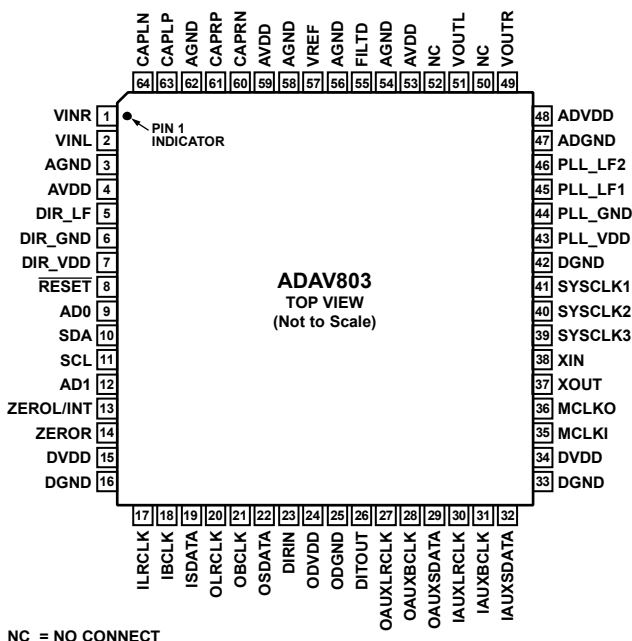 CAPLN CAPLP AGND CAPRP CAPRN AVDD AGND VREF AGND FILTD AGND AVDD NC VOUTL NC VOUTR
64 63 62 61 60 59 58 57 56 55 54 53 52 51 50 49
VINR 1
VINL 2
AGND 3
AVDD 4
DIR_LF 5
DIR_GND 6
DIR_VDD 7
RESET 8
AD0 9
SDA 10
SCL 11
AD1 12
ZEROL/INT 13
ZEROR 14
DVDD 15
DGND 16
PIN 1
INDICATOR
ADAV803
TOP VIEW
(Not to Scale)
48 ADVDD
47 ADGND
46 PLL_LF2
45 PLL_LF1
44 PLL_GND
43 PLL_VDD
42 DGND
41 SYSCLK1
40 SYSCLK2
39 SYSCLK3
38 XIN
37 XOUT
36 MCLKO
35 MCLKI
34 DVDD
33 DGND
17 18 19 20 21 22 23 24 25 26 27 28 29 30 31 32
ILRCLK IBCLK ISDATA OLRCLK OBCLK OSDATA DIRIN ODVDD ODGND DITOUT OAUXLRCLK OAUXBCLK OAUXSDATA IAUXLRCLK IAUXBCLK IAUXSDATA
NC = NO CONNECT